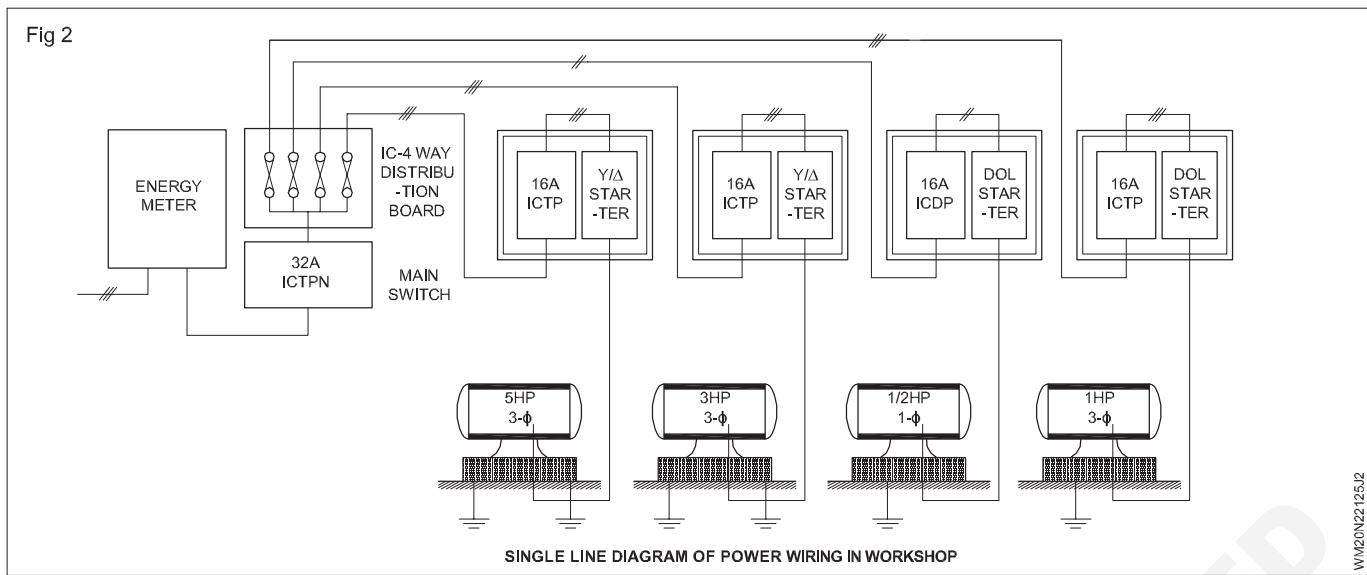 Fig 2
ENERGY
METER
IC-4 WAY
DISTRIBU
-TION
BOARD
32A
ICTPN
MAIN
SWITCH
16A
ICTP
Y/Δ
STAR
-TER
16A
ICTP
Y/Δ
STAR
-TER
16A
ICDP
DOL
STAR
-TER
16A
ICTP
DOL
STAR
-TER
5HP
3-ϕ
3HP
3-ϕ
1/2HP
1-ϕ
1HP
3-ϕ
SINGLE LINE DIAGRAM OF POWER WIRING IN WORKSHOP
WM20N22125J2